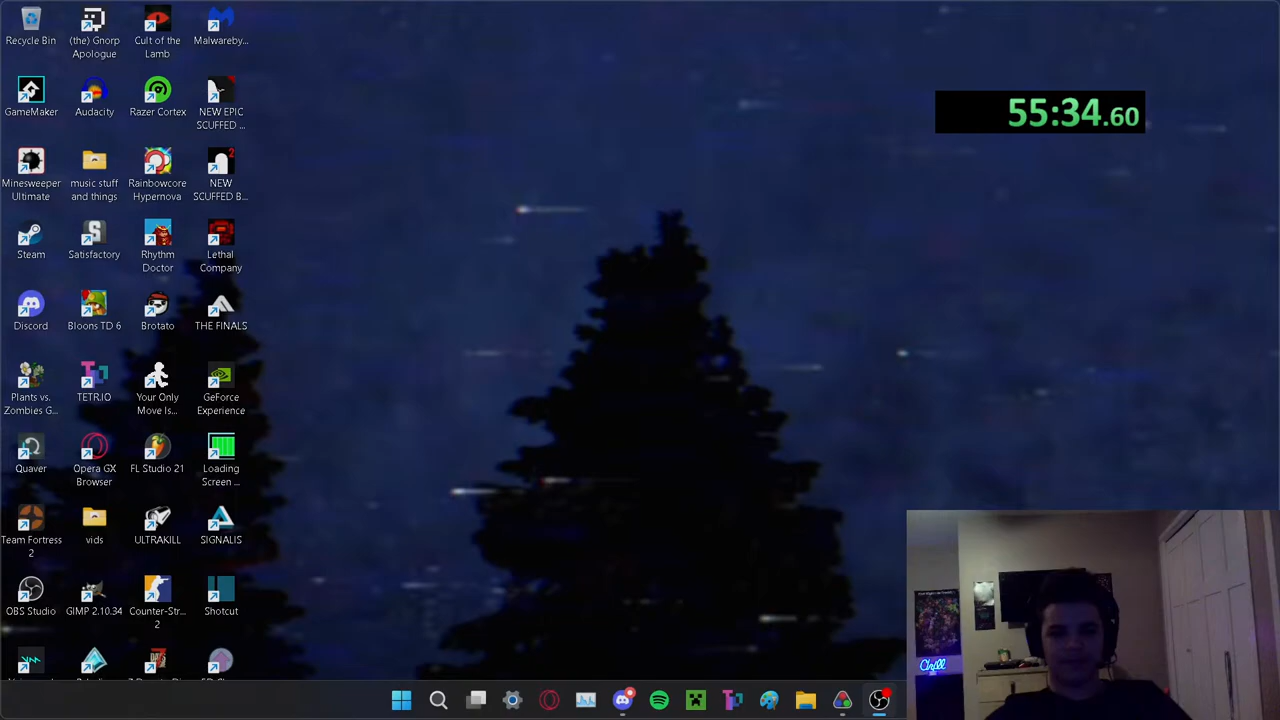 Recycle Bin
(the) Gnorp
Apologue
Cult of the
Lamb
Malwareby...
GameMaker
Audacity
Razer Cortex
NEW EPIC
SCUFFED ...
55:34.60
Minesweeper
Ultimate
music stuff
and things
Rainbowcore
Hypernova
2
NEW
SCUFFED B...
Steam
Satisfactory
Rhythm
Doctor
Lethal
Company
Discord
Bloons TD 6
Brotato
THE FINALS
Plants vs.
Zombies G...
TETR.IO
Your Only
Move Is...
GeForce
Experience
Quaver
Opera GX
Browser
FL Studio 21
Loading
Screen ...
Team Fortress
2
vids
ULTRAKILL
SIGNALIS
OBS Studio
GIMP 2.10.34
Counter-Str...
2
Shotcut
Chill